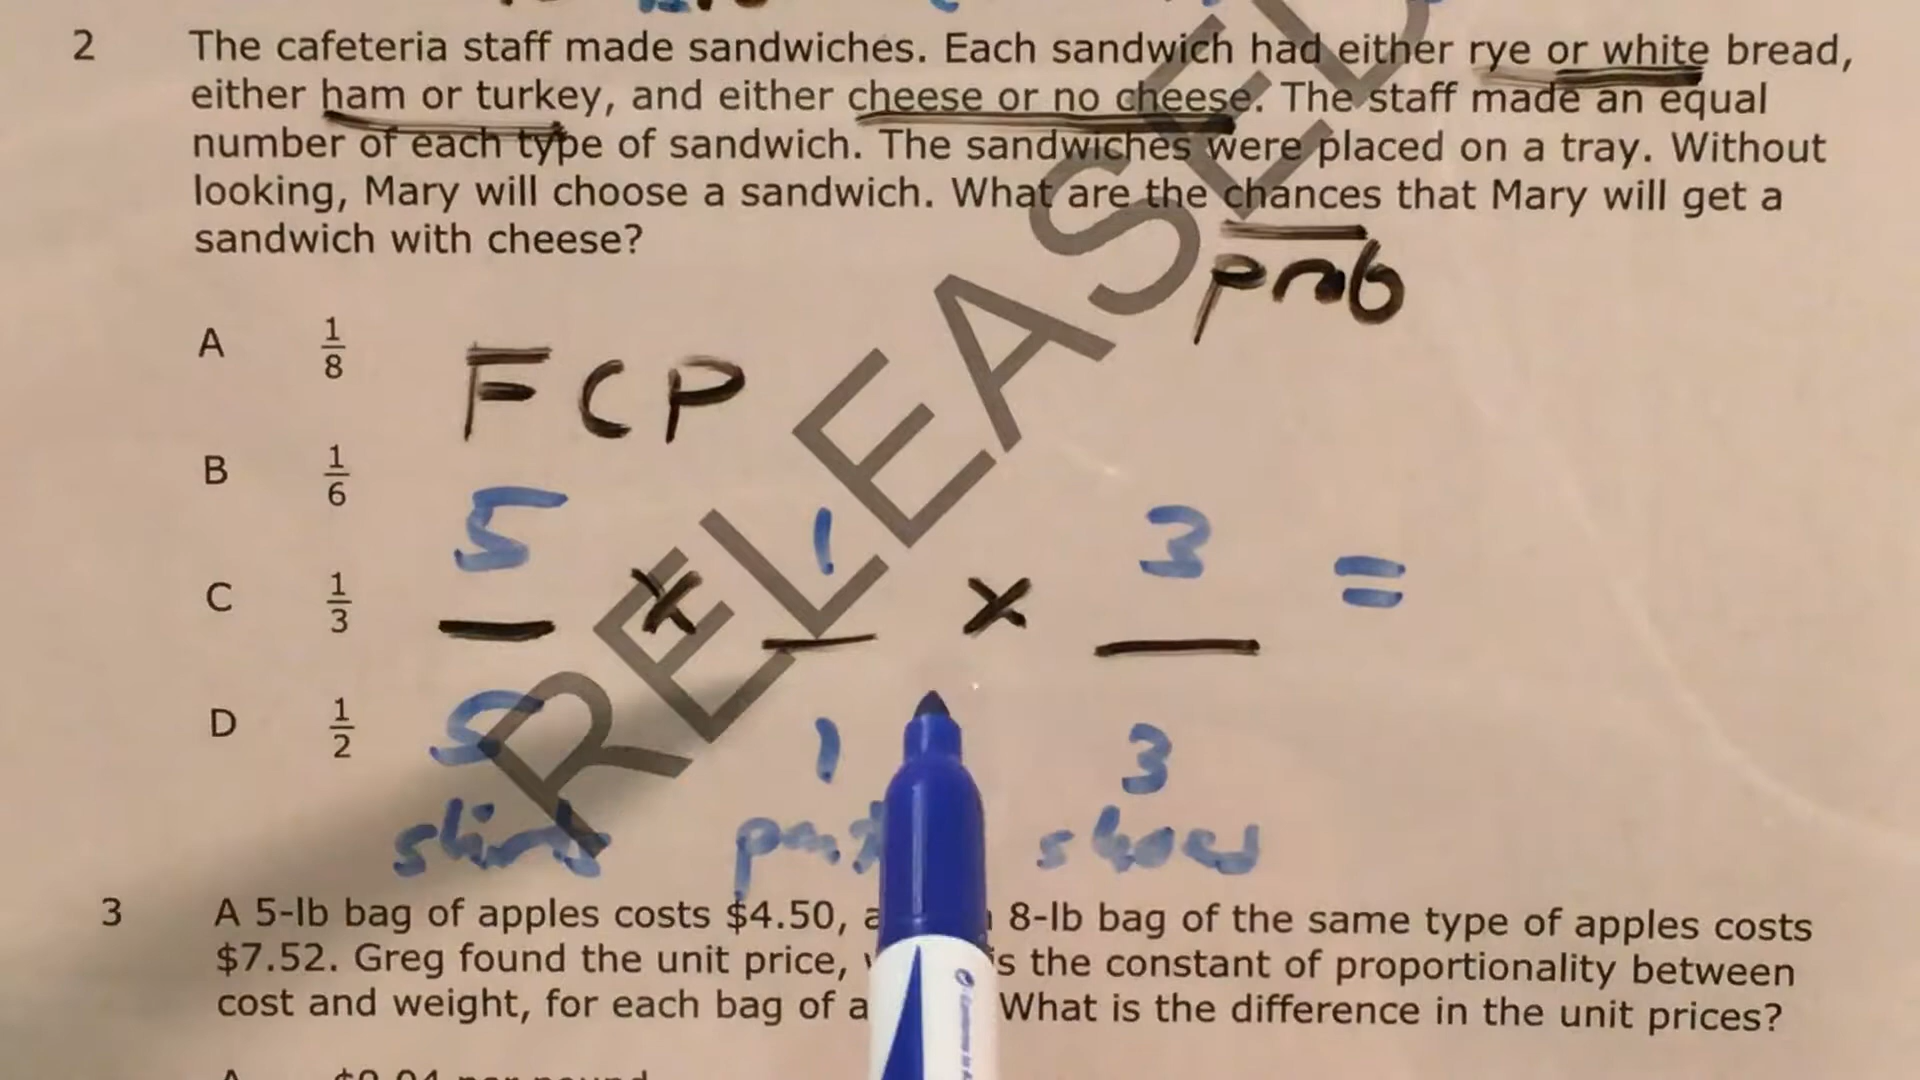 2 The cafeteria staff made sandwiches. Each sandwich had either rye or white bread,
either ham or turkey, and either cheese or no cheese. The staff made an equal
number of each type of sandwich. The sandwiches were placed on a tray. Without
looking, Mary will choose a sandwich. What are the chances that Mary will get a
sandwich with cheese?
prob
A 1/8
FCP
B 1/6
5 1 3
C 1/3 × × =
D 1/2
5 1 3
shirts shoes
RELEASED
3 A 5-lb bag of apples costs $4.50, 8-lb bag of the same type of apples costs
$7.52. Greg found the unit price, the constant of proportionality between
cost and weight, for each bag of What is the difference in the unit prices?